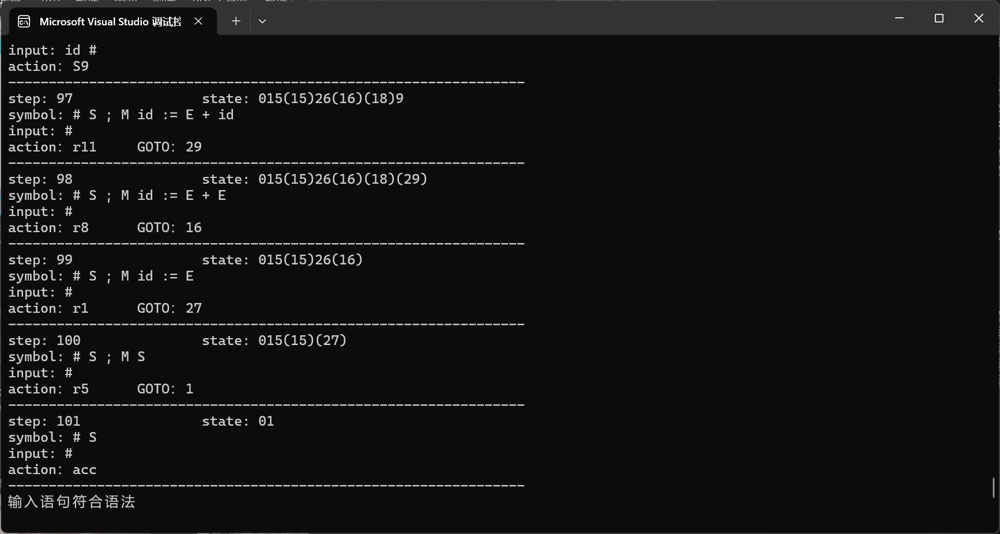 Microsoft Visual Studio 调试控
input: id #
action: S9
----------------------------------------------------------------
step: 97 state: 015(15)26(16)(18)9
symbol: # S ; M id := E + id
input: #
action: r11 GOTO: 29
----------------------------------------------------------------
step: 98 state: 015(15)26(16)(18)(29)
symbol: # S ; M id := E + E
input: #
action: r8 GOTO: 16
----------------------------------------------------------------
step: 99 state: 015(15)26(16)
symbol: # S ; M id := E
input: #
action: r1 GOTO: 27
----------------------------------------------------------------
step: 100 state: 015(15)(27)
symbol: # S ; M S
input: #
action: r5 GOTO: 1
----------------------------------------------------------------
step: 101 state: 01
symbol: # S
input: #
action: acc
----------------------------------------------------------------
输入语句符合语法